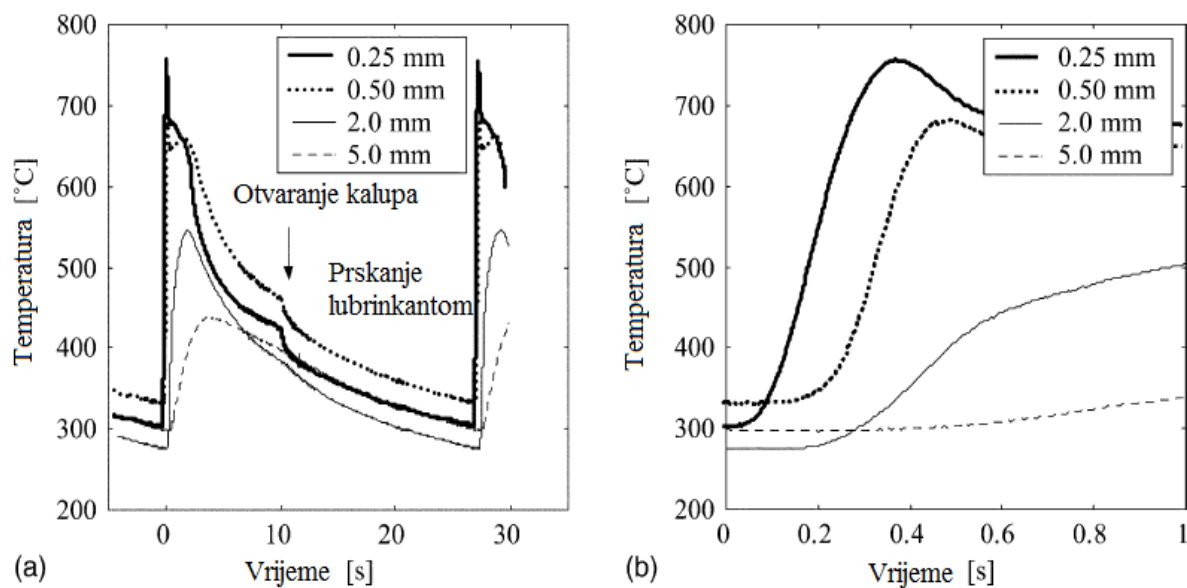 800
700
600
500
400
300
200
Temperatura [°C]
0.25 mm
0.50 mm
2.0 mm
5.0 mm
Otvaranje kalupa
Prskanje
lubrinkantom
0
10
20
30
(a)
Vrijeme [s]
800
700
600
500
400
300
200
Temperatura [°C]
0.25 mm
0.50 mm
2.0 mm
5.0 mm
0
0.2
0.4
0.6
0.8
1
(b)
Vrijeme [s]